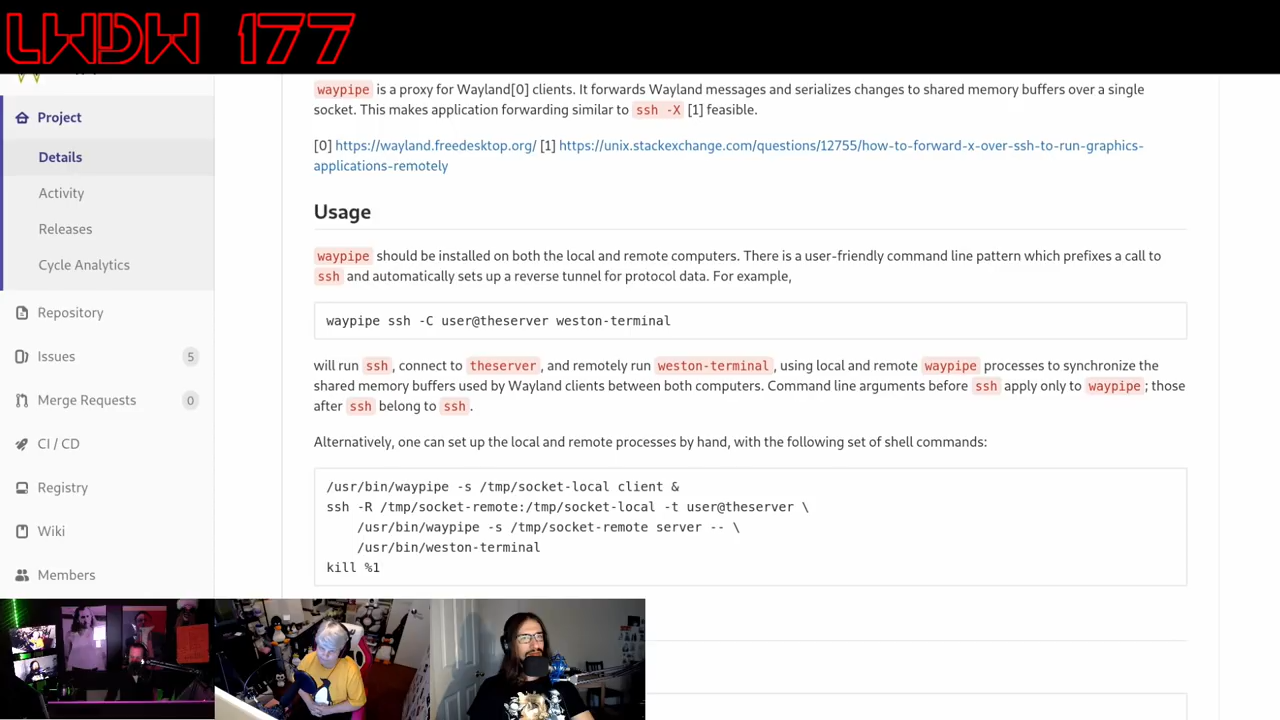 LWDW 177
waypipe is a proxy for Wayland[0] clients. It forwards Wayland messages and serializes changes to shared memory buffers over a single
socket. This makes application forwarding similar to ssh -X [1] feasible.
[0] https://wayland.freedesktop.org/ [1] https://unix.stackexchange.com/questions/12755/how-to-forward-x-over-ssh-to-run-graphics-
applications-remotely
Project
Details
Activity
Releases
Cycle Analytics
Repository
Issues 5
Merge Requests 0
CI / CD
Registry
Wiki
Members
Usage
waypipe should be installed on both the local and remote computers. There is a user-friendly command line pattern which prefixes a call to
ssh and automatically sets up a reverse tunnel for protocol data. For example,
waypipe ssh -C user@theserver weston-terminal
will run ssh, connect to theserver, and remotely run weston-terminal, using local and remote waypipe processes to synchronize the
shared memory buffers used by Wayland clients between both computers. Command line arguments before ssh apply only to waypipe; those
after ssh belong to ssh.
Alternatively, one can set up the local and remote processes by hand, with the following set of shell commands:
/usr/bin/waypipe -s /tmp/socket-local client &
ssh -R /tmp/socket-remote:/tmp/socket-local -t user@theserver \
/usr/bin/waypipe -s /tmp/socket-remote server -- \
/usr/bin/weston-terminal
kill %1